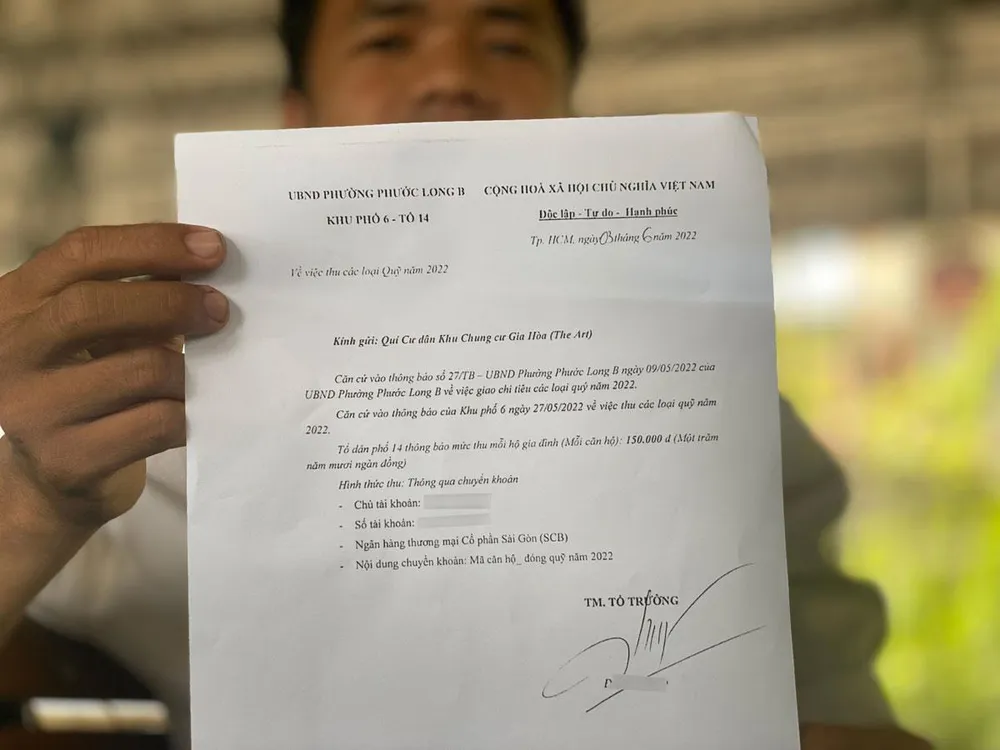 UBND PHƯỜNG PHƯỚC LONG B CỘNG HOÀ XÃ HỘI CHỦ NGHĨA VIỆT NAM
KHU PHỐ 6 - TỔ 14 Độc lập - Tự do - Hạnh phúc
Tp. HCM, ngày 03 tháng 6 năm 2022
Về việc thu các loại Quỹ năm 2022
Kính gửi: Quí Cư dân Khu Chung cư Gia Hòa (The Art)
Căn cứ vào thông báo số 27/TB – UBND Phường Phước Long B ngày 09/05/2022 của
UBND Phường Phước Long B về việc giao chỉ tiêu các loại quỹ năm 2022.
Căn cứ vào thông báo của Khu phố 6 ngày 27/05/2022 về việc thu các loại quỹ năm
2022.
Tổ dân phố 14 thông báo mức thu mỗi hộ gia đình (Mỗi căn hộ): 150.000 đ (Một trăm
năm mươi ngàn đồng)
Hình thức thu: Thông qua chuyển khoản
- Chủ tài khoản:
- Số tài khoản:
- Ngân hàng thương mại Cổ phần Sài Gòn (SCB)
- Nội dung chuyển khoản: Mã căn hộ_ đóng quỹ năm 2022
TM. TỔ TRƯỞNG